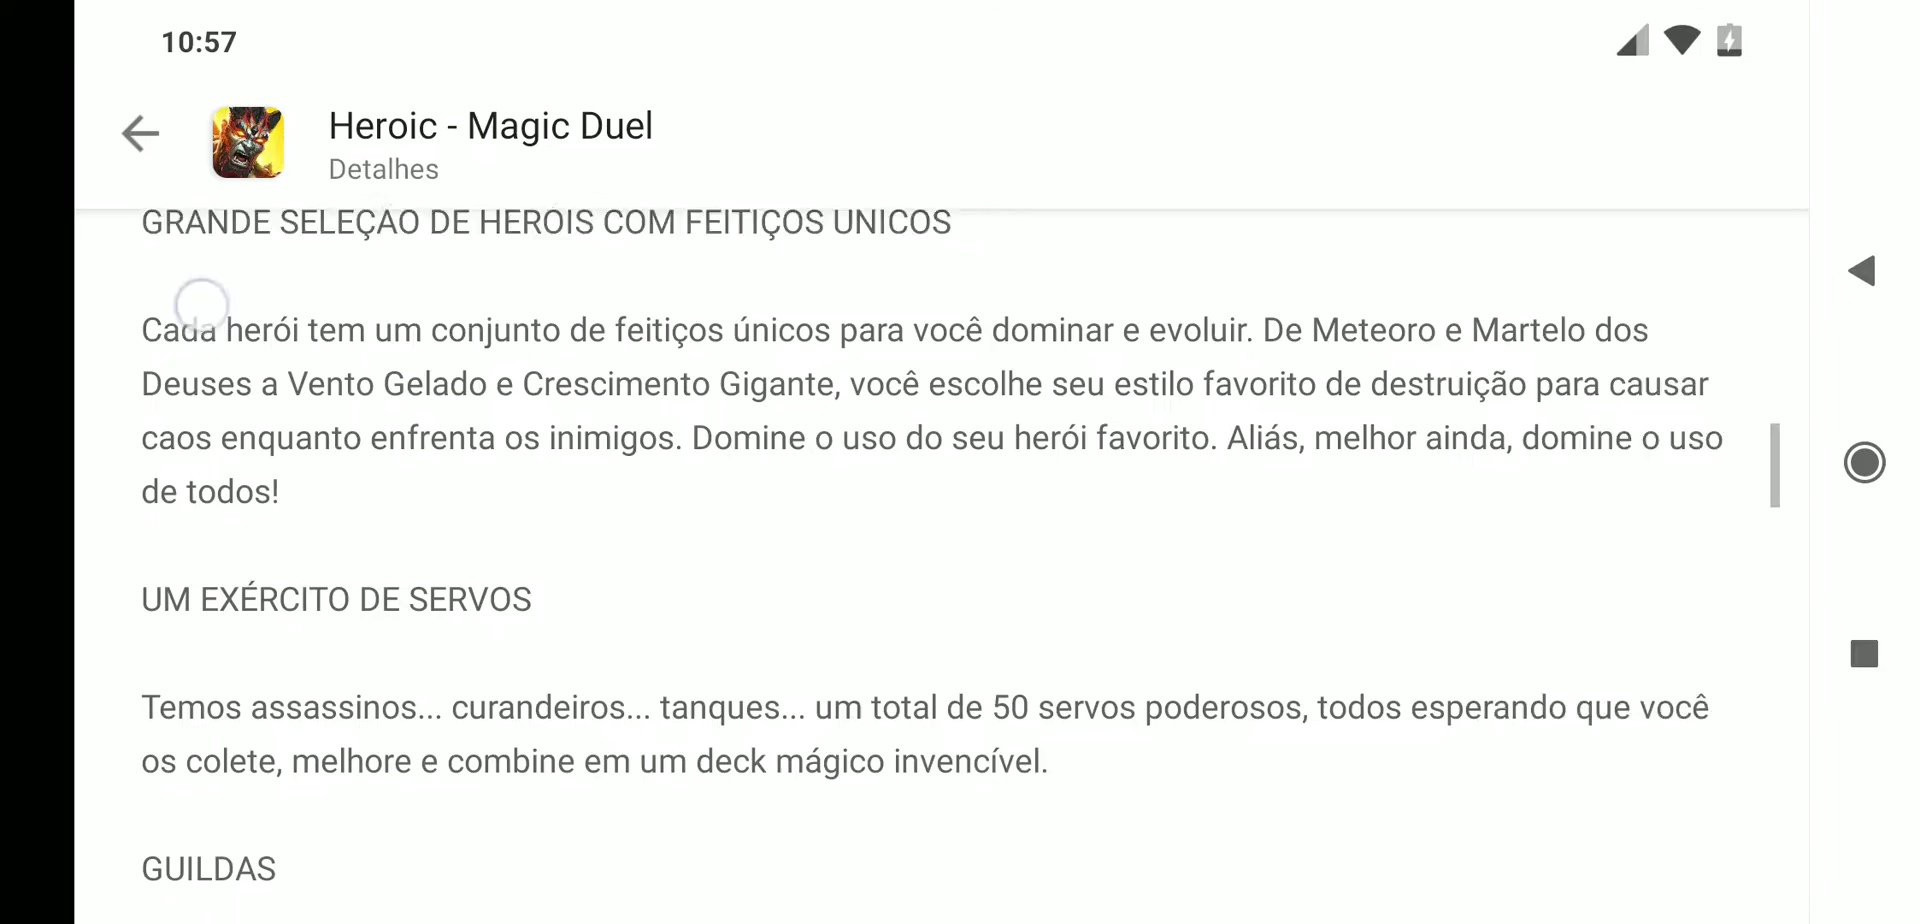 10:57
Heroic - Magic Duel
Detalhes
GRANDE SELEÇÃO DE HERÓIS COM FEITIÇOS ÚNICOS
Cada herói tem um conjunto de feitiços únicos para você dominar e evoluir. De Meteoro e Martelo dos
Deuses a Vento Gelado e Crescimento Gigante, você escolhe seu estilo favorito de destruição para causar
caos enquanto enfrenta os inimigos. Domine o uso do seu herói favorito. Aliás, melhor ainda, domine o uso
de todos!
UM EXÉRCITO DE SERVOS
Temos assassinos... curandeiros... tanques... um total de 50 servos poderosos, todos esperando que você
os colete, melhore e combine em um deck mágico invencível.
GUILDAS